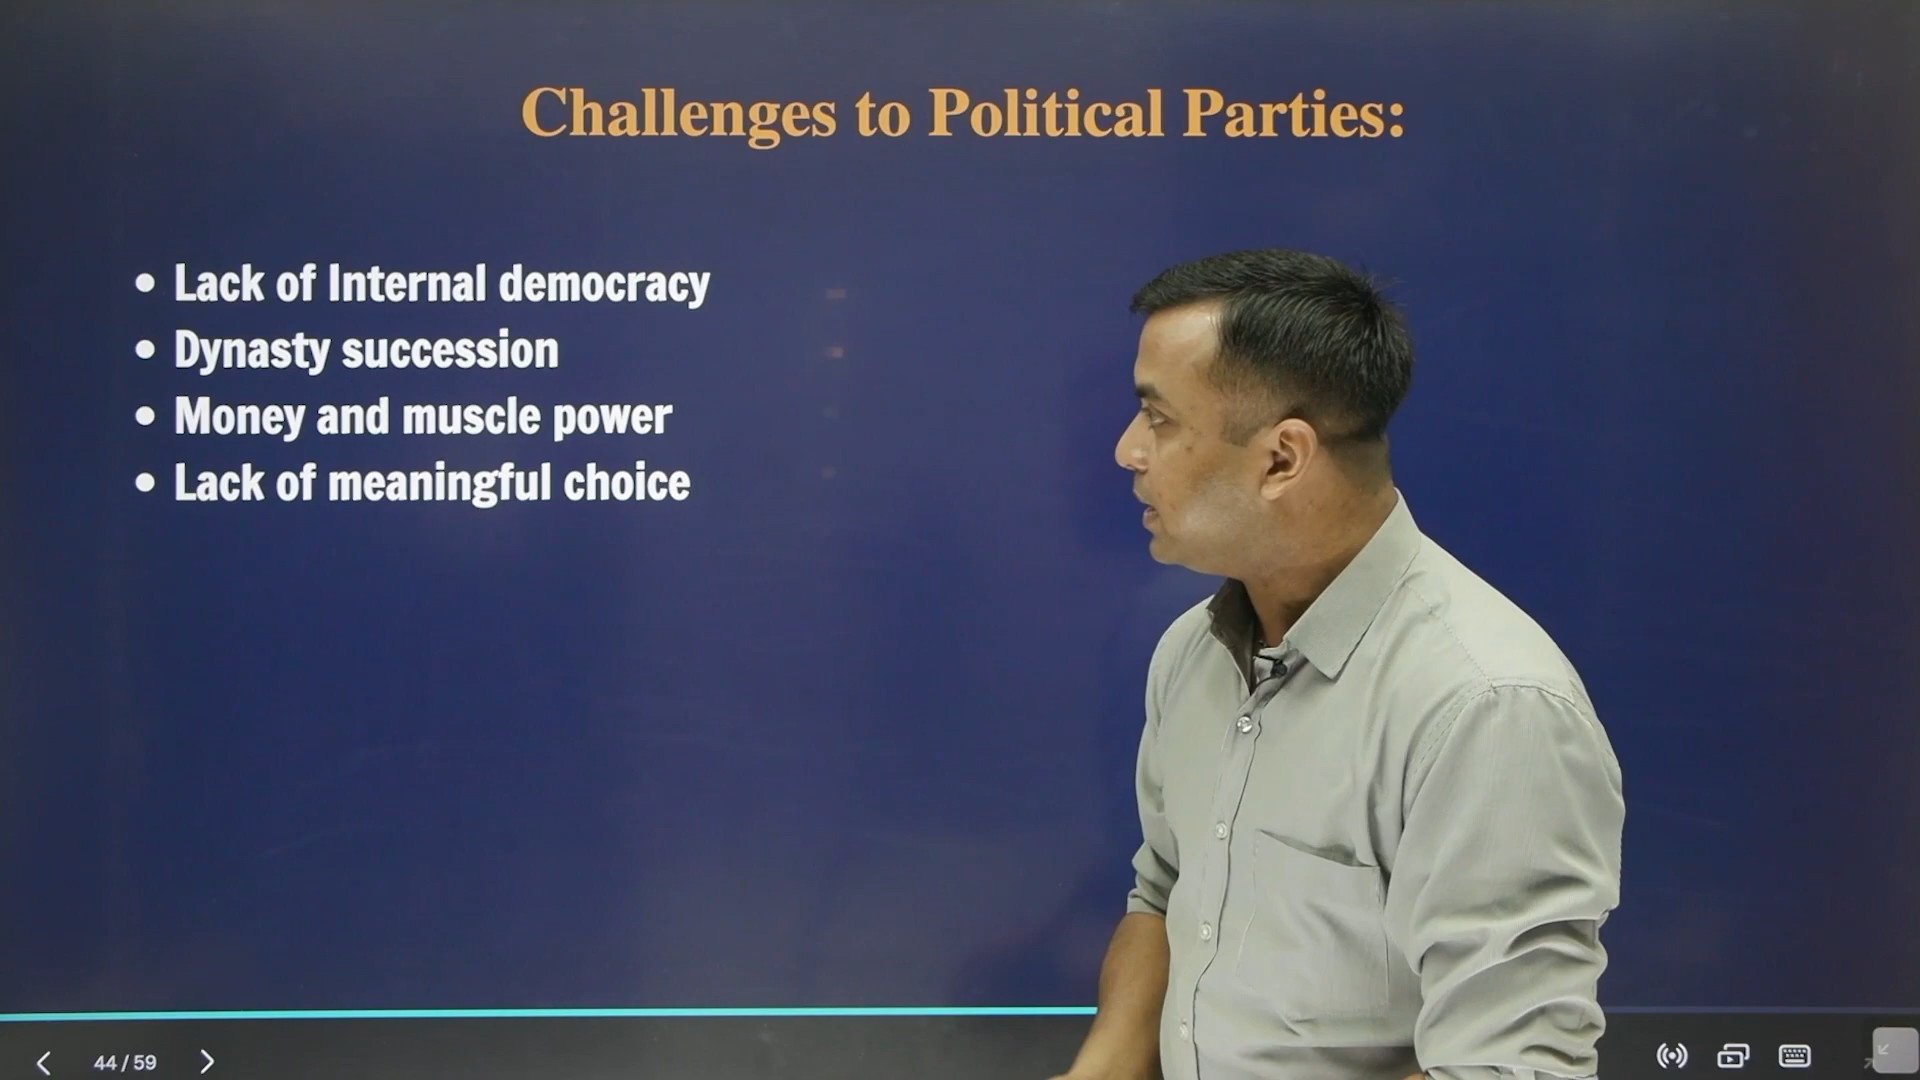 Challenges to Political Parties:
• Lack of Internal democracy
• Dynasty succession
• Money and muscle power
• Lack of meaningful choice
44 / 59